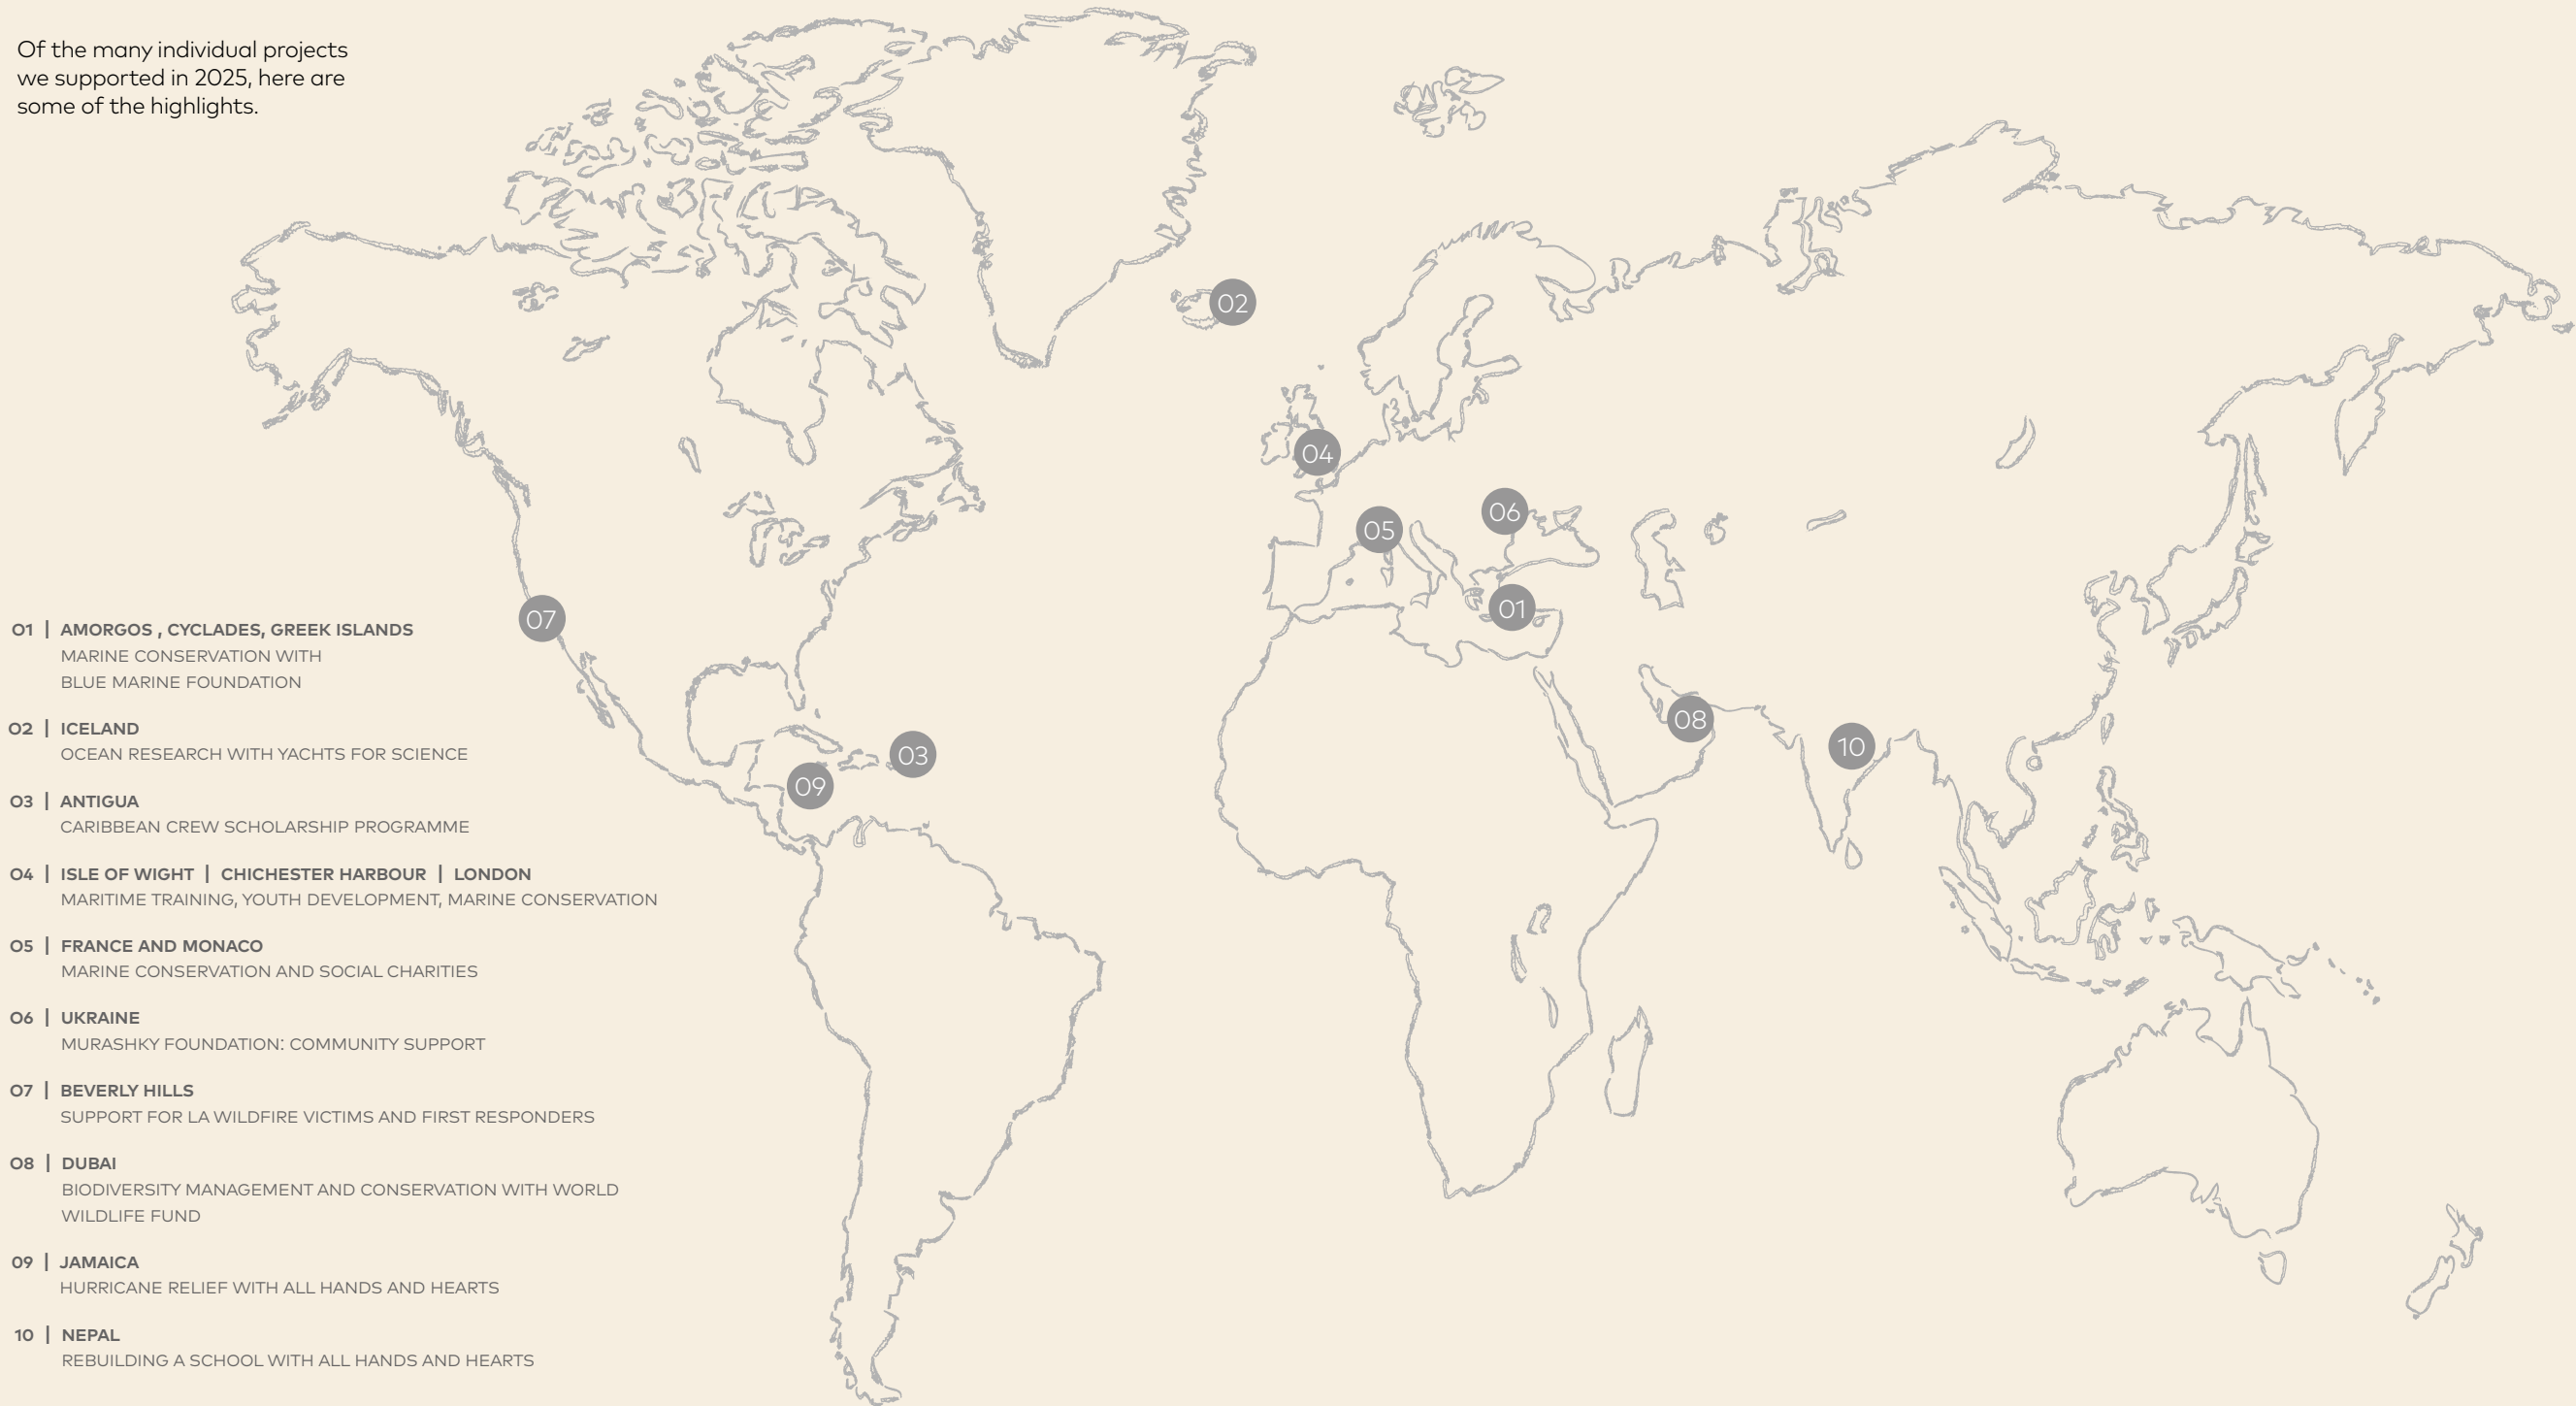 Of the many individual projects
we supported in 2025, here are
some of the highlights.
01 | AMORGOS , CYCLADES, GREEK ISLANDS
MARINE CONSERVATION WITH
BLUE MARINE FOUNDATION
02 | ICELAND
OCEAN RESEARCH WITH YACHTS FOR SCIENCE
03 | ANTIGUA
CARIBBEAN CREW SCHOLARSHIP PROGRAMME
04 | ISLE OF WIGHT | CHICHESTER HARBOUR | LONDON
MARITIME TRAINING, YOUTH DEVELOPMENT, MARINE CONSERVATION
05 | FRANCE AND MONACO
MARINE CONSERVATION AND SOCIAL CHARITIES
06 | UKRAINE
MURASHKY FOUNDATION: COMMUNITY SUPPORT
07 | BEVERLY HILLS
SUPPORT FOR LA WILDFIRE VICTIMS AND FIRST RESPONDERS
08 | DUBAI
BIODIVERSITY MANAGEMENT AND CONSERVATION WITH WORLD
WILDLIFE FUND
09 | JAMAICA
HURRICANE RELIEF WITH ALL HANDS AND HEARTS
10 | NEPAL
REBUILDING A SCHOOL WITH ALL HANDS AND HEARTS
02
04
06
05
01
07
08
10
03
09